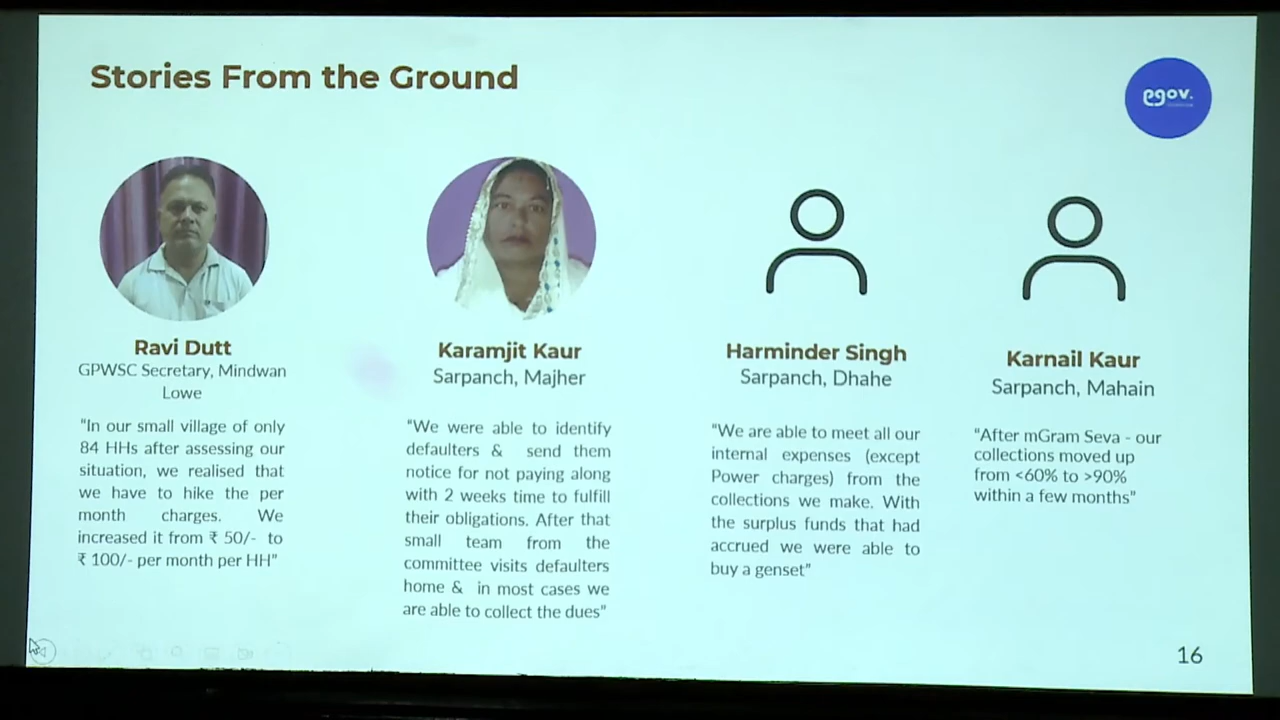 Stories From the Ground
egov.
Ravi Dutt
GPWSC Secretary, Mindwan
Lowe
"In our small village of only
84 HHs after assessing our
situation, we realised that
we have to hike the per
month charges. We
increased it from ₹ 50/- to
₹ 100/- per month per HH"
Karamjit Kaur
Sarpanch, Majher
"We were able to identify
defaulters & send them
notice for not paying along
with 2 weeks time to fulfill
their obligations. After that
small team from the
committee visits defaulters
home & in most cases we
are able to collect the dues"
Harminder Singh
Sarpanch, Dhahe
"We are able to meet all our
internal expenses (except
Power charges) from the
collections we make. With
the surplus funds that had
accrued we were able to
buy a genset"
Karnail Kaur
Sarpanch, Mahain
"After mGram Seva - our
collections moved up
from <60% to >90%
within a few months"
16